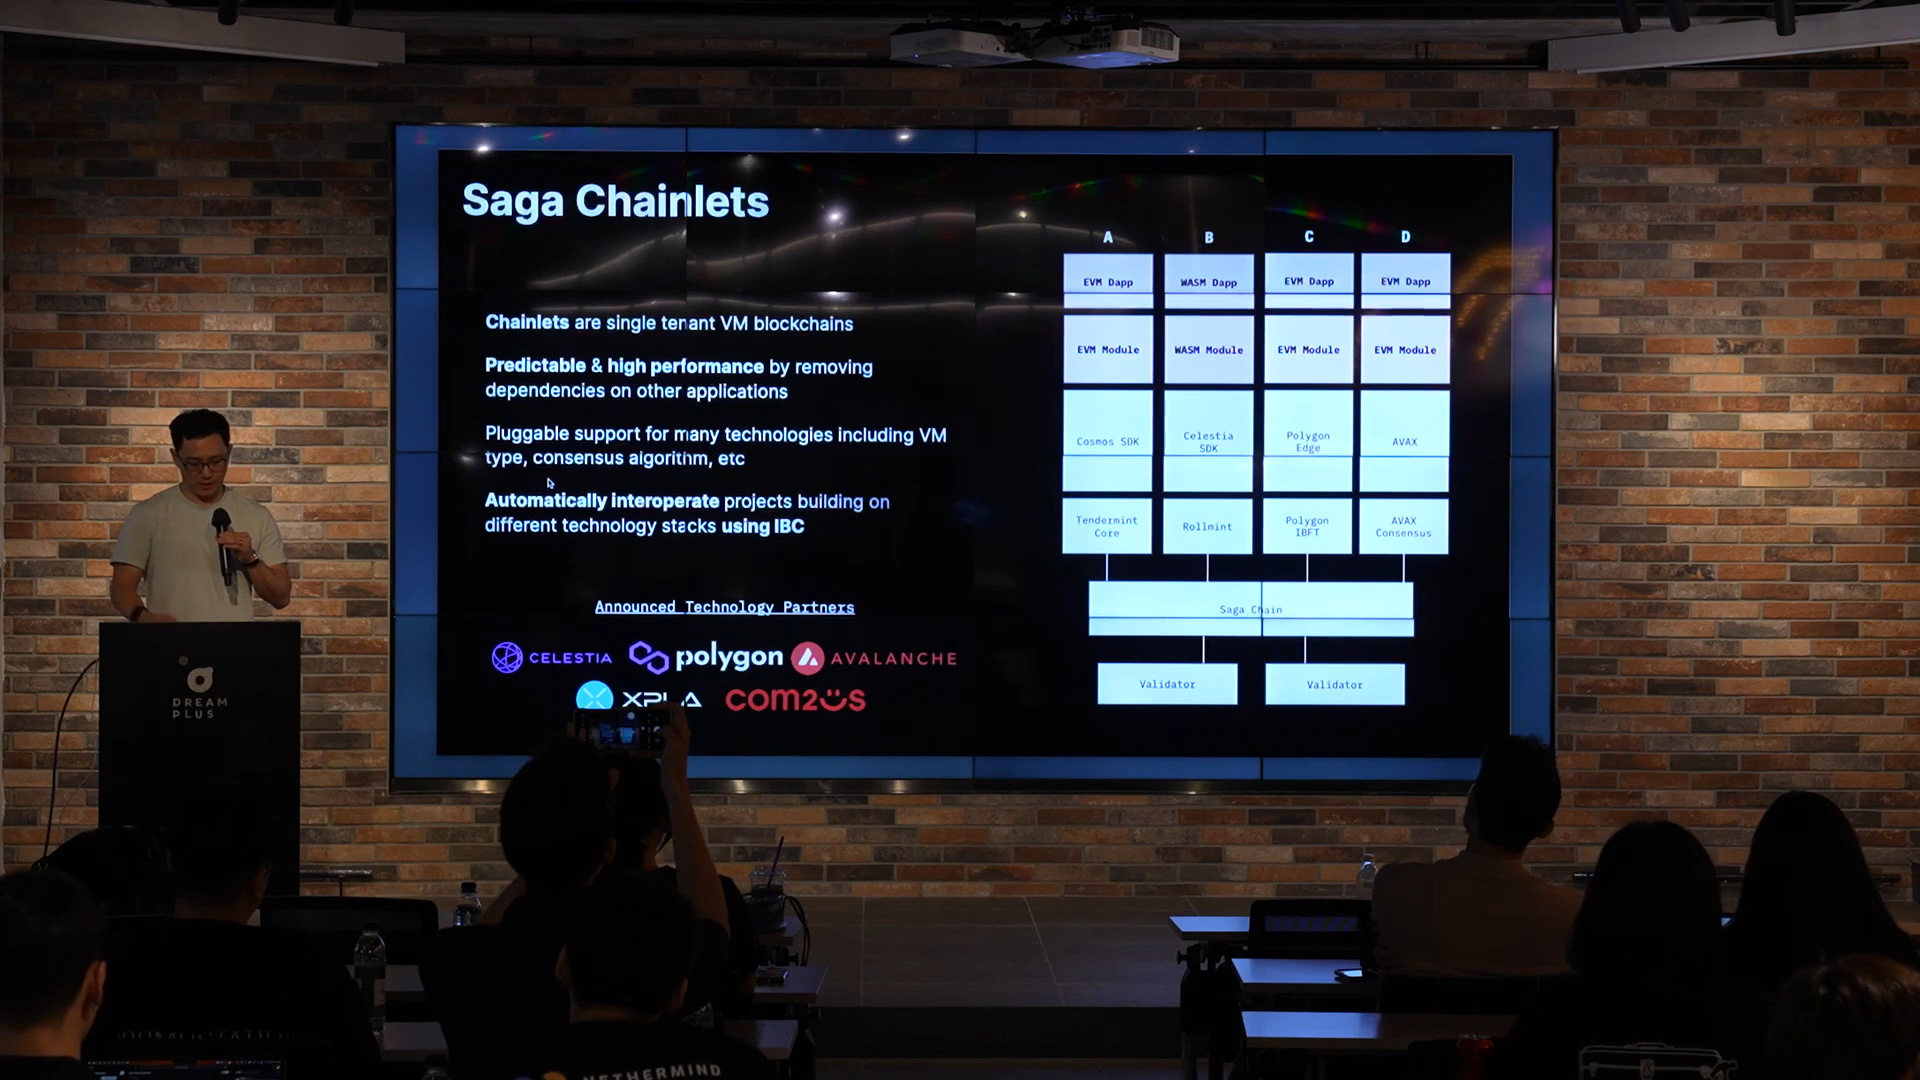 Saga Chainlets
Chainlets are single tenant VM blockchains
Predictable & high performance by removing
dependencies on other applications
Pluggable support for many technologies including VM
type, consensus algorithm, etc
Automatically interoperate projects building on
different technology stacks using IBC
Announced Technology Partners
CELESTIA
polygon
AVALANCHE
XPLA
COM2US
A B C D
EVM Dapp WASM Dapp EVM Dapp EVM Dapp
EVM Module WASM Module EVM Module EVM Module
Cosmos SDK
Celestia
SDK
Polygon
Edge
AVAX
Tendermint
Core
Rollmint
Polygon
IBFT
AVAX
Consensus
Saga Chain
Validator Validator
DREAM
PLUS
NETHERMIND